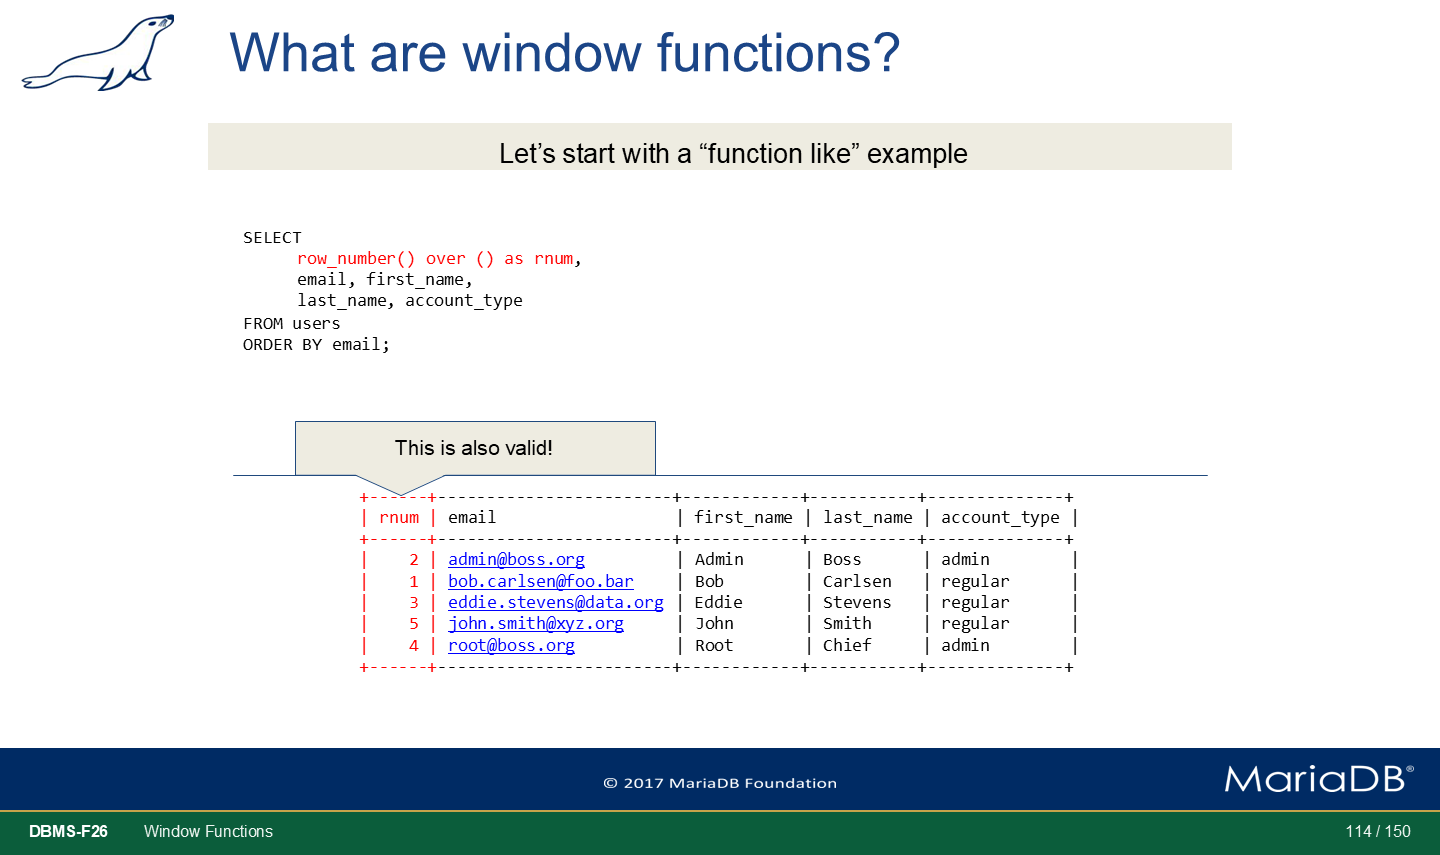 What are window functions?
Let’s start with a “function like” example
SELECT
row_number() over () as rnum,
email, first_name,
last_name, account_type
FROM users
ORDER BY email;
This is also valid!
+------+------------------------+------------+-----------+--------------+
| rnum | email                  | first_name | last_name | account_type |
+------+------------------------+------------+-----------+--------------+
|    2 | admin@boss.org         | Admin      | Boss      | admin        |
|    1 | bob.carlsen@foo.bar    | Bob        | Carlsen   | regular      |
|    3 | eddie.stevens@data.org | Eddie      | Stevens   | regular      |
|    5 | john.smith@xyz.org     | John       | Smith     | regular      |
|    4 | root@boss.org          | Root       | Chief     | admin        |
+------+------------------------+------------+-----------+--------------+
© 2017 MariaDB Foundation
MariaDB®
DBMS-F26 Window Functions 114 / 150